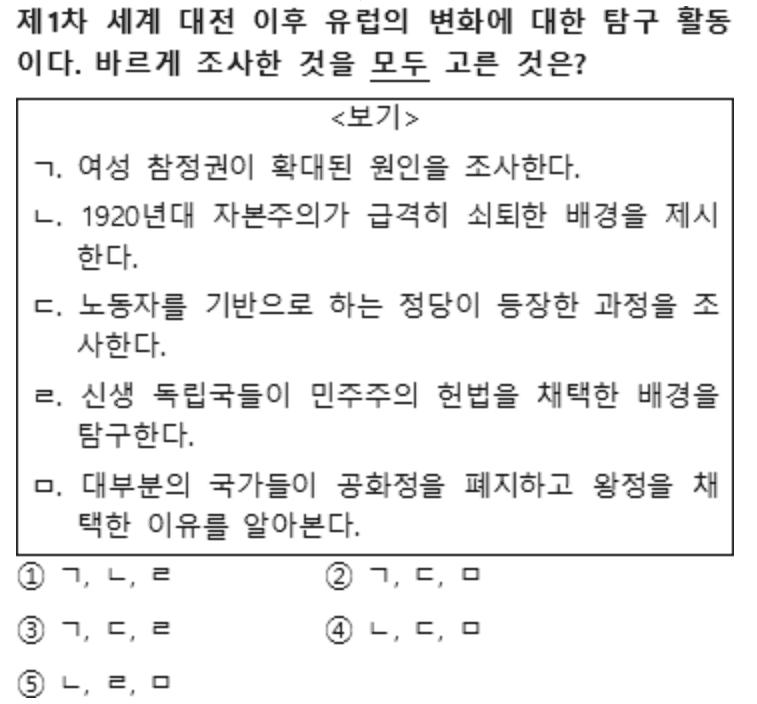 제1차 세계 대전 이후 유럽의 변화에 대한 탐구 활동
이다. 바르게 조사한 것을 모두 고른 것은?
<보기>
ㄱ. 여성 참정권이 확대된 원인을 조사한다.
ㄴ. 1920년대 자본주의가 급격히 쇠퇴한 배경을 제시
한다.
ㄷ. 노동자를 기반으로 하는 정당이 등장한 과정을 조
사한다.
ㄹ. 신생 독립국들이 민주주의 헌법을 채택한 배경을
탐구한다.
ㅁ. 대부분의 국가들이 공화정을 폐지하고 왕정을 채
택한 이유를 알아본다.
① ㄱ, ㄴ, ㄹ ② ㄱ, ㄷ, ㅁ
③ ㄱ, ㄷ, ㄹ ④ ㄴ, ㄷ, ㅁ
⑤ ㄴ, ㄹ, ㅁ